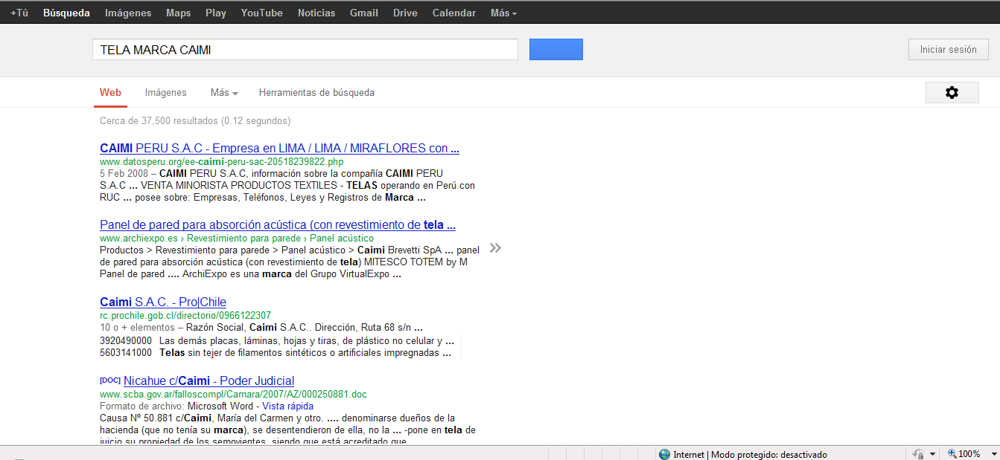 +Tú Búsqueda Imágenes Maps Play YouTube Noticias Gmail Drive Calendar Más
TELA MARCA CAIMI
Iniciar sesión
Web Imágenes Más Herramientas de búsqueda
Cerca de 37,500 resultados (0.12 segundos)
CAIMI PERU S.A.C - Empresa en LIMA / LIMA / MIRAFLORES con ...
www.datosperu.org/ee-caimi-peru-sac-20518239822.php
5 Feb 2008 – CAIMI PERU S.A.C, información sobre la compañía CAIMI PERU
S.A.C ... VENTA MINORISTA PRODUCTOS TEXTILES - TELAS operando en Perú con
RUC ... posee sobre: Empresas, Teléfonos, Leyes y Registros de Marca ...
Panel de pared para absorción acústica (con revestimiento de tela ...
www.archiexpo.es › Revestimiento para parede › Panel acústico
Productos > Revestimiento para parede > Panel acústico > Caimi Brevetti SpA ... panel
de pared para absorción acústica (con revestimiento de tela) MITESCO TOTEM by M
Panel de pared .... ArchiExpo es una marca del Grupo VirtualExpo ...
Caimi S.A.C. - Pro|Chile
rc.prochile.gob.cl/directorio/0966122307
10 o + elementos – Razón Social, Caimi S.A.C.. Dirección, Ruta 68 s/n ...
3920490000 Las demás placas, láminas, hojas y tiras, de plástico no celular y ...
5603141000 Telas sin tejer de filamentos sintéticos o artificiales impregnadas ...
[DOC] Nicahue c/Caimi - Poder Judicial
www.scba.gov.ar/falloscompl/Camara/2007/AZ/000250881.doc
Formato de archivo: Microsoft Word - Vista rápida
Causa Nº 50.881 c/Caimi, María del Carmen y otro. .... denominarse dueños de la
hacienda (que no tenía su marca), se desentendieron de ella, no la ... -pone en tela de
juicio su propiedad de los semovientes, siendo que está acreditado que
Internet | Modo protegido: desactivado 100%